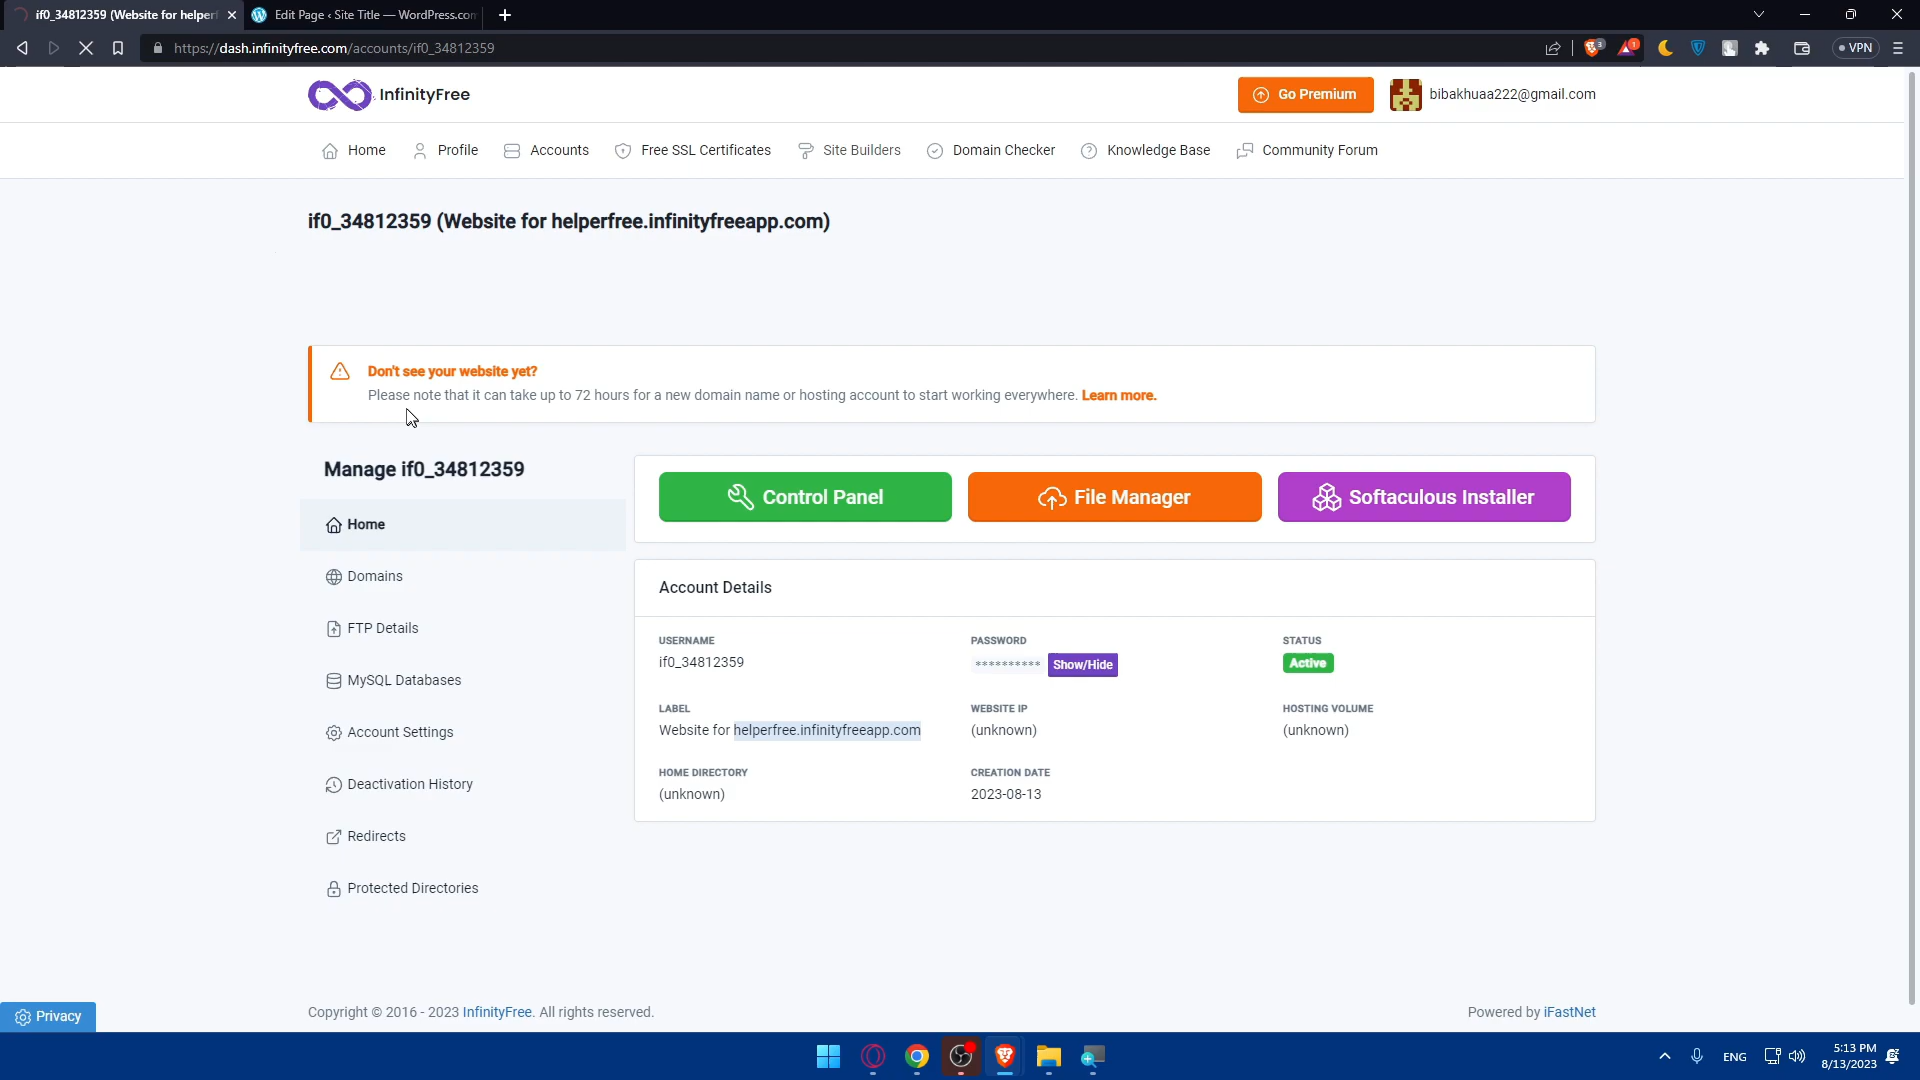 if0_34812359 (Website for helperf
Edit Page ‹ Site Title — WordPress.com
https://dash.infinityfree.com/accounts/if0_34812359
3
1
VPN
InfinityFree
Go Premium
bibakhuaa222@gmail.com
Home
Profile
Accounts
Free SSL Certificates
Site Builders
Domain Checker
Knowledge Base
Community Forum
if0_34812359 (Website for helperfree.infinityfreeapp.com)
Don't see your website yet?
Please note that it can take up to 72 hours for a new domain name or hosting account to start working everywhere. Learn more.
Manage if0_34812359
Control Panel
File Manager
Softaculous Installer
Home
Domains
FTP Details
MySQL Databases
Account Settings
Deactivation History
Redirects
Protected Directories
Account Details
USERNAME
if0_34812359
PASSWORD
********** Show/Hide
STATUS
Active
LABEL
Website for helperfree.infinityfreeapp.com
WEBSITE IP
(unknown)
HOSTING VOLUME
(unknown)
HOME DIRECTORY
(unknown)
CREATION DATE
2023-08-13
Privacy
Copyright © 2016 - 2023 InfinityFree. All rights reserved.
Powered by iFastNet
ENG
5:13 PM
8/13/2023